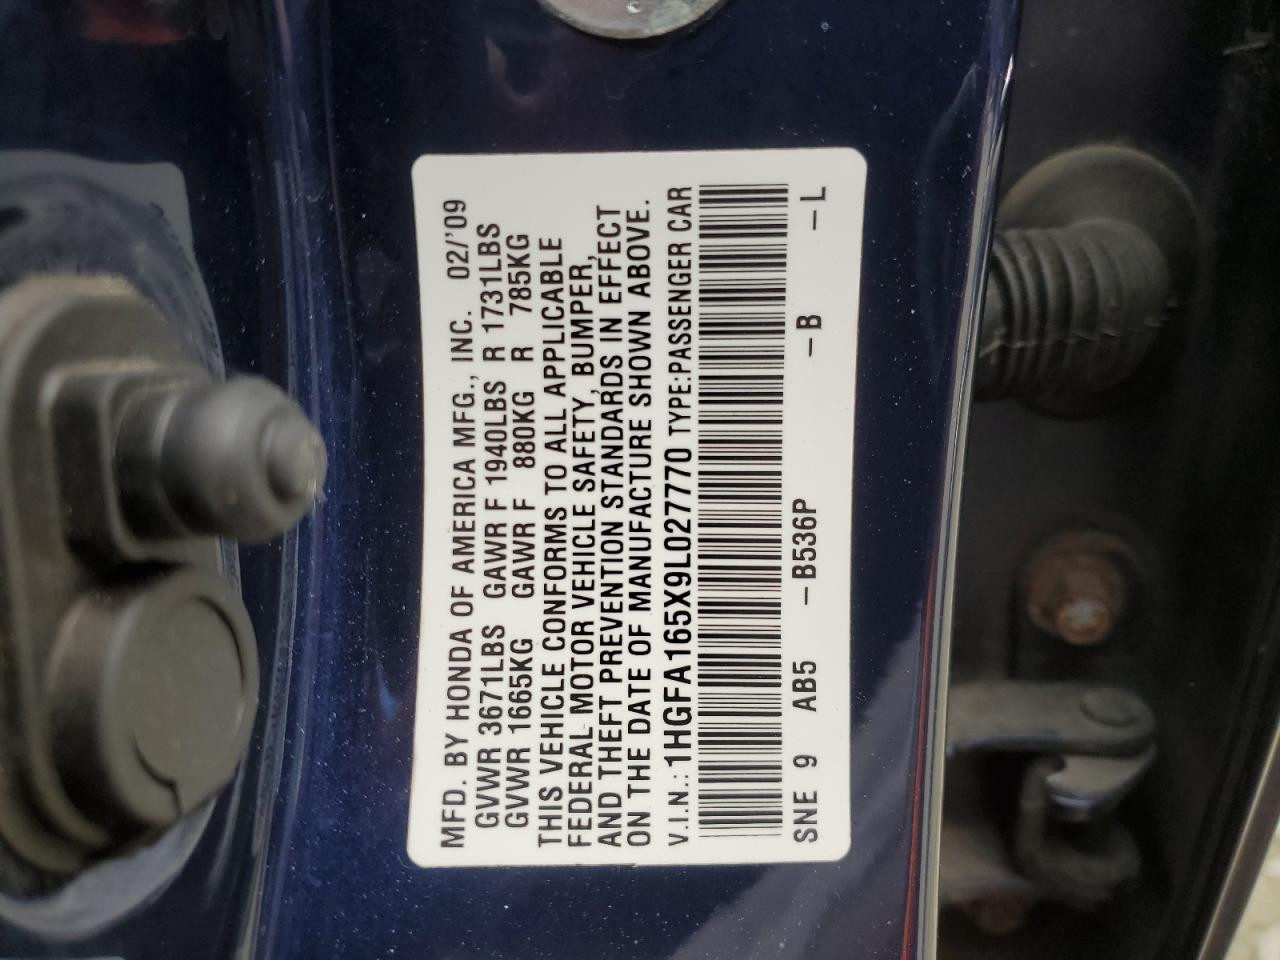 MFD. BY HONDA OF AMERICA MFG., INC. 02/'09
GVWR 3671LBS GAWR F 1940LBS R 1731LBS
GVWR 1665KG GAWR F 880KG R 785KG
THIS VEHICLE CONFORMS TO ALL APPLICABLE
FEDERAL MOTOR VEHICLE SAFETY, BUMPER,
AND THEFT PREVENTION STANDARDS IN EFFECT
ON THE DATE OF MANUFACTURE SHOWN ABOVE.
V.I.N.: 1HGFA165X9L027770 TYPE:PASSENGER CAR
SNE 9 AB5 -B536P -B -L